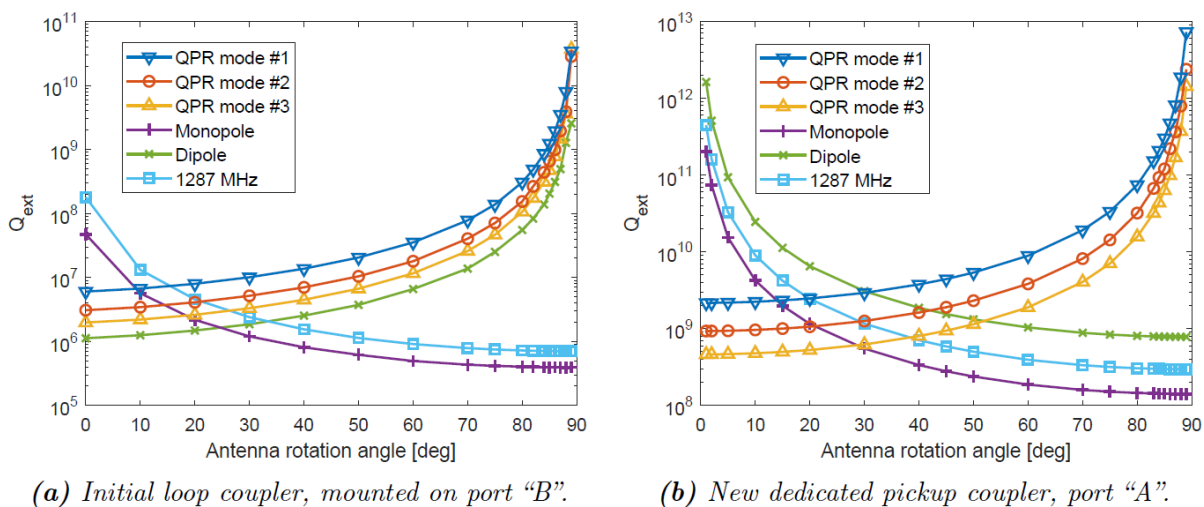 10^11
10^10
10^9
10^8
10^7
10^6
10^5
Q_ext
QPR mode #1
QPR mode #2
QPR mode #3
Monopole
Dipole
1287 MHz
0 10 20 30 40 50 60 70 80 90
Antenna rotation angle [deg]
(a) Initial loop coupler, mounted on port “B”.
10^13
10^12
10^11
10^10
10^9
10^8
Q_ext
QPR mode #1
QPR mode #2
QPR mode #3
Monopole
Dipole
1287 MHz
0 10 20 30 40 50 60 70 80 90
Antenna rotation angle [deg]
(b) New dedicated pickup coupler, port “A”.